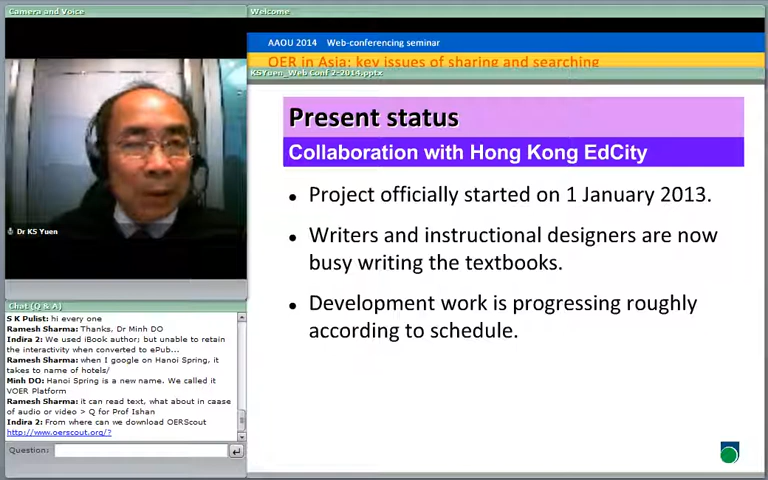 Camera and Voice
Dr KS Yuen
Chat (Q & A)
S K Pulist: hi every one
Ramesh Sharma: Thanks, Dr Minh DO
Indira 2: We used iBook author; but unable to retain
the interactivity when converted to ePub...
Ramesh Sharma: when I google on Hanoi Spring, it
takes to name of hotels/
Minh DO: Hanoi Spring is a new name. We called it
VOER Platform
Ramesh Sharma: it can read text, what about in caase
of audio or video > Q for Prof Ishan
Indira 2: From where can we download OERScout
http://www.oerscout.org/?
Question:
Welcome
AAOU 2014 Web-conferencing seminar
OER in Asia: key issues of sharing and searching
KSYuen_Web Conf 2-2014.pptx
Present status
Collaboration with Hong Kong EdCity
• Project officially started on 1 January 2013.
• Writers and instructional designers are now
busy writing the textbooks.
• Development work is progressing roughly
according to schedule.